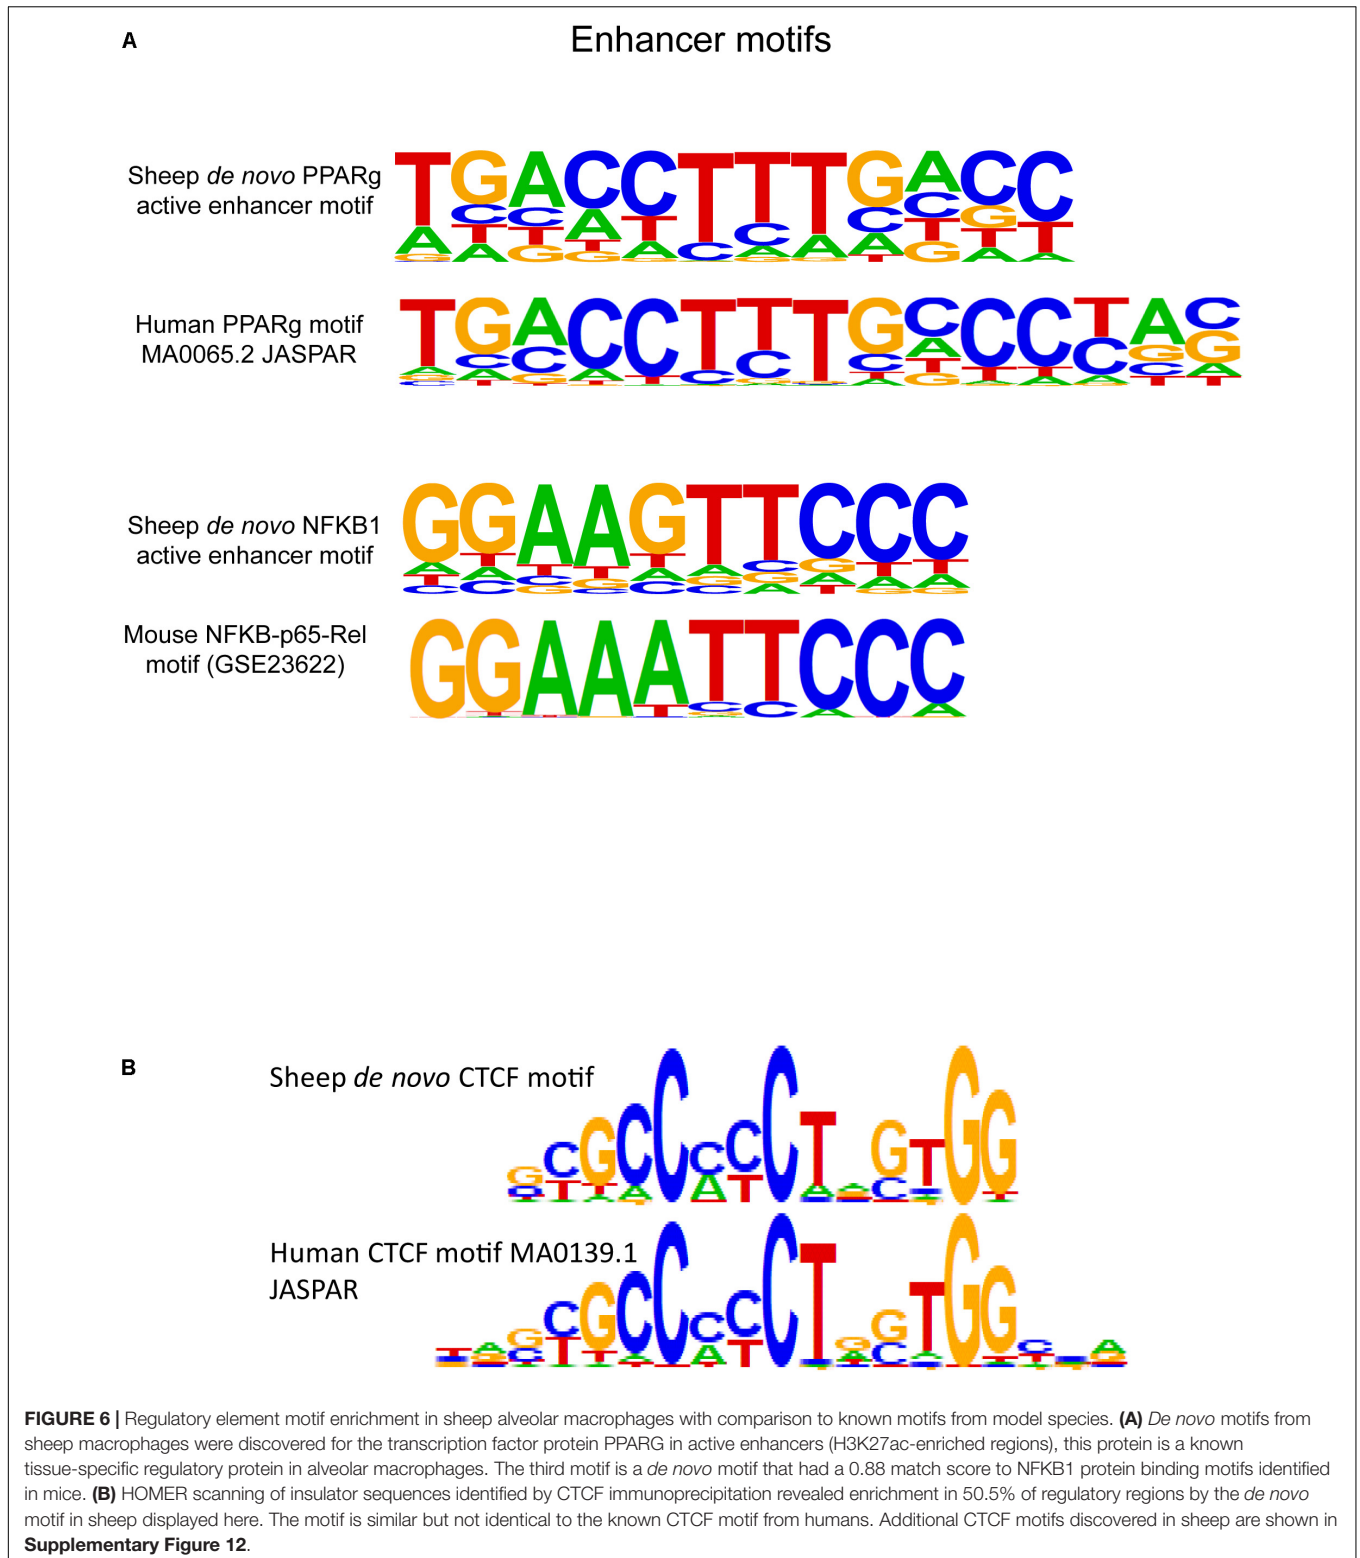 A
Enhancer motifs
Sheep de novo PPARg
active enhancer motif
TGACCTTTGACC
Human PPARg motif
MA0065.2 JASPAR
TGACCTTTGCCCTAC
Sheep de novo NFKB1
active enhancer motif
GGAAGTTCCC
Mouse NFKB-p65-Rel
motif (GSE23622)
GGAAATTCCC
B
Sheep de novo CTCF motif
Human CTCF motif MA0139.1
JASPAR
FIGURE 6 | Regulatory element motif enrichment in sheep alveolar macrophages with comparison to known motifs from model species. (A) De novo motifs from
sheep macrophages were discovered for the transcription factor protein PPARG in active enhancers (H3K27ac-enriched regions), this protein is a known
tissue-specific regulatory protein in alveolar macrophages. The third motif is a de novo motif that had a 0.88 match score to NFKB1 protein binding motifs identified
in mice. (B) HOMER scanning of insulator sequences identified by CTCF immunoprecipitation revealed enrichment in 50.5% of regulatory regions by the de novo
motif in sheep displayed here. The motif is similar but not identical to the known CTCF motif from humans. Additional CTCF motifs discovered in sheep are shown in
Supplementary Figure 12.